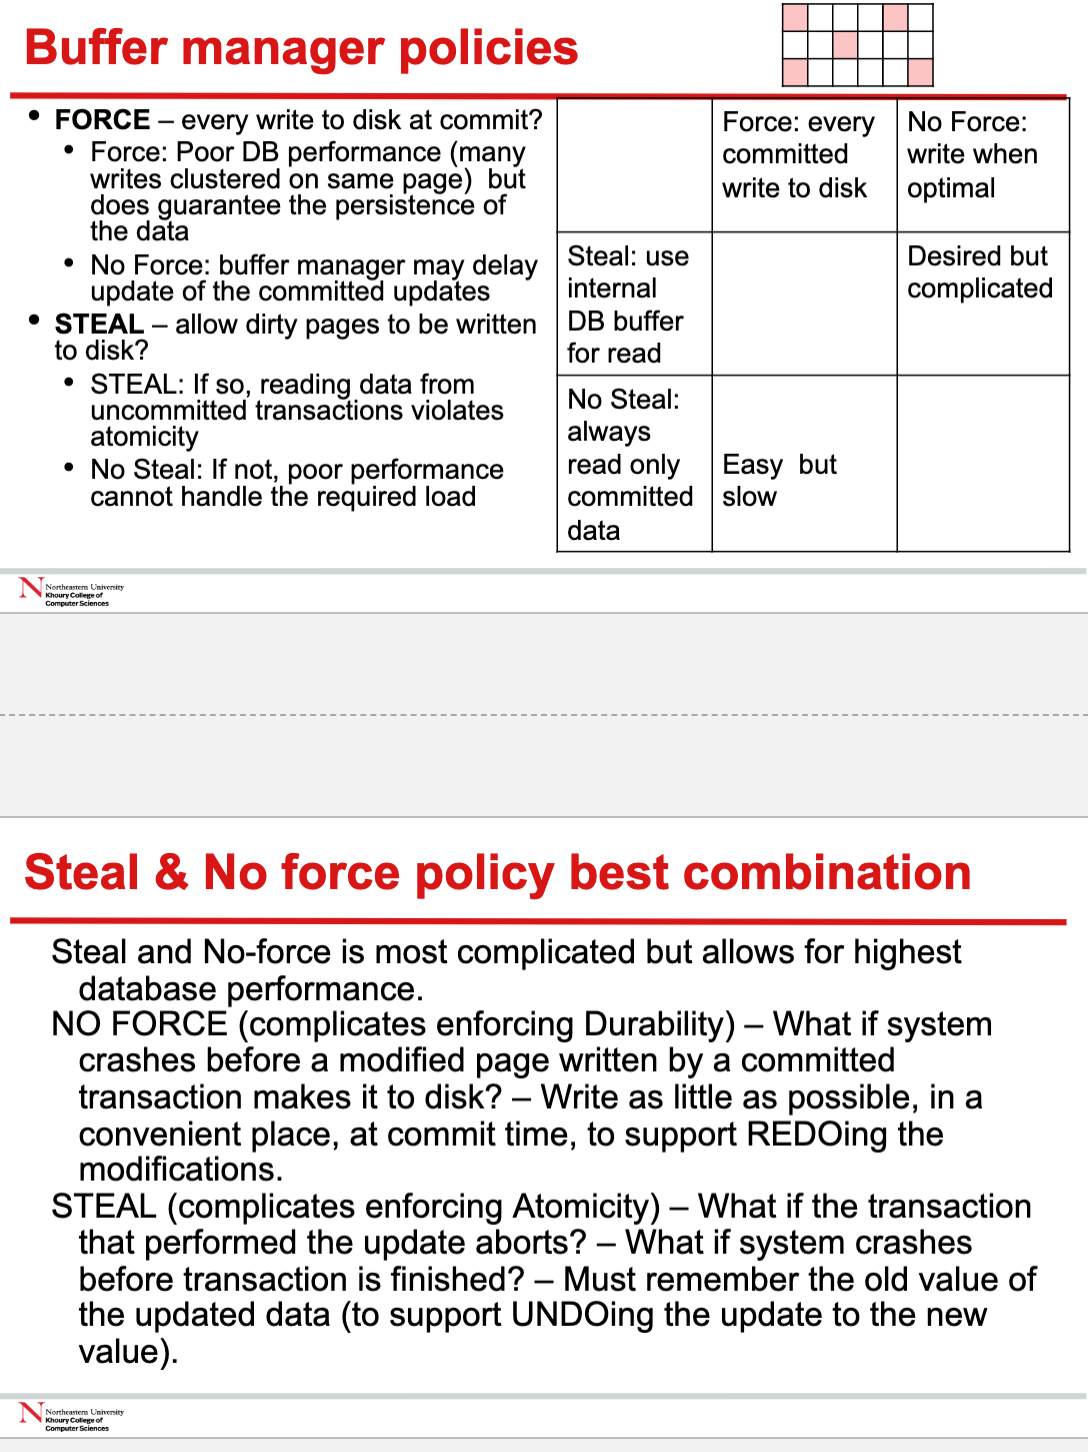 Buffer manager policies
• FORCE – every write to disk at commit?
• Force: Poor DB performance (many
writes clustered on same page) but
does guarantee the persistence of
the data
• No Force: buffer manager may delay
update of the committed updates
• STEAL – allow dirty pages to be written
to disk?
• STEAL: If so, reading data from
uncommitted transactions violates
atomicity
• No Steal: If not, poor performance
cannot handle the required load
Force: every
committed
write to disk
No Force:
write when
optimal
Steal: use
internal
DB buffer
for read
Desired but
complicated
No Steal:
always
read only
committed
data
Easy but
slow
N
Northeastern University
Khoury College of
Computer Sciences
Steal & No force policy best combination
Steal and No-force is most complicated but allows for highest
database performance.
NO FORCE (complicates enforcing Durability) – What if system
crashes before a modified page written by a committed
transaction makes it to disk? – Write as little as possible, in a
convenient place, at commit time, to support REDOing the
modifications.
STEAL (complicates enforcing Atomicity) – What if the transaction
that performed the update aborts? – What if system crashes
before transaction is finished? – Must remember the old value of
the updated data (to support UNDOing the update to the new
value).
N
Northeastern University
Khoury College of
Computer Sciences